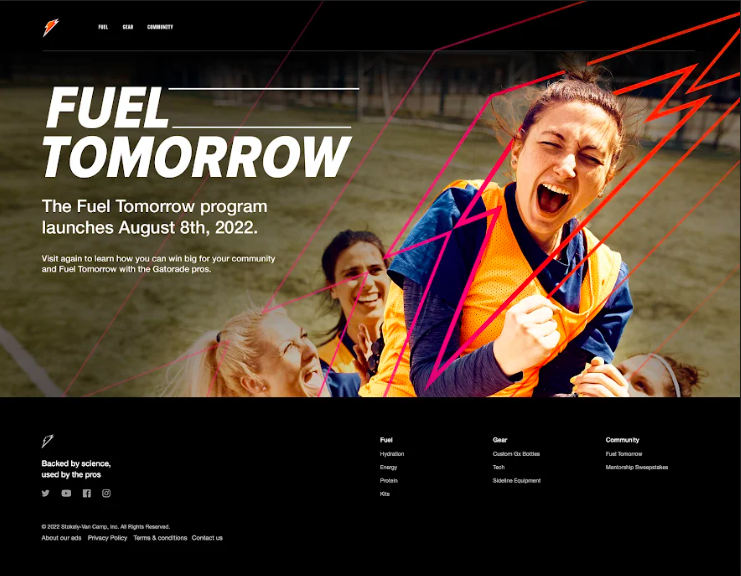 FUEL
GEAR
COMMUNITY
FUEL
TOMORROW
The Fuel Tomorrow program
launches August 8th, 2022.
Visit again to learn how you can win big for your community
and Fuel Tomorrow with the Gatorade pros.
Backed by science,
used by the pros
© 2022 Stokely-Van Camp, Inc. All Rights Reserved.
About our ads Privacy Policy Terms & conditions Contact us
Fuel
Hydration
Energy
Protein
Kits
Gear
Custom Gx Bottles
Tech
Sideline Equipment
Community
Fuel Tomorrow
Mentorship Sweepstakes